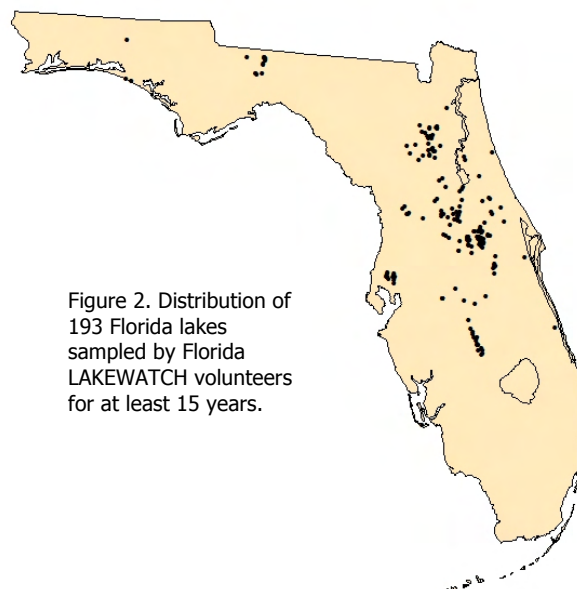 Figure 2. Distribution of
193 Florida lakes
sampled by Florida
LAKEWATCH volunteers
for at least 15 years.